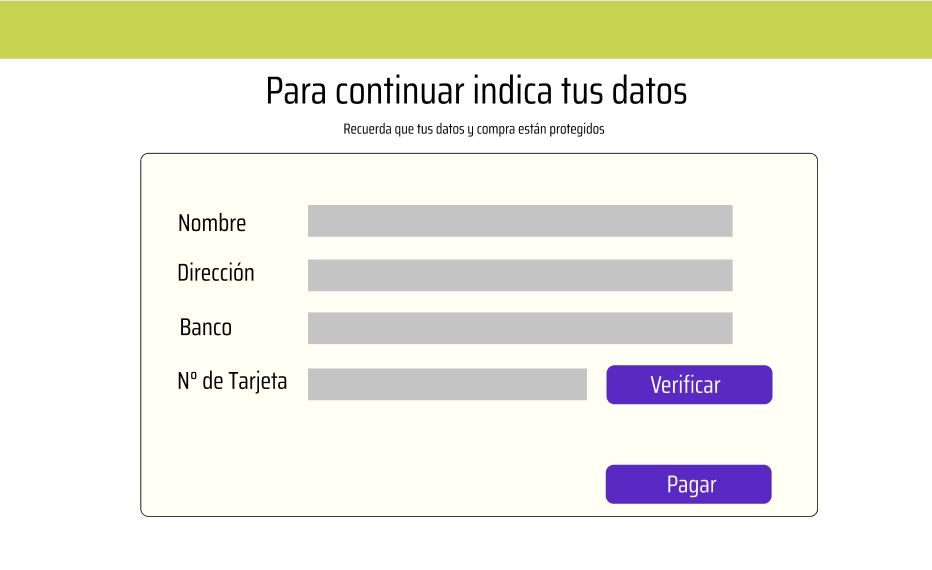 Para continuar indica tus datos
Recuerda que tus datos y compra están protegidos
Nombre
Dirección
Banco
Nº de Tarjeta
Verificar
Pagar